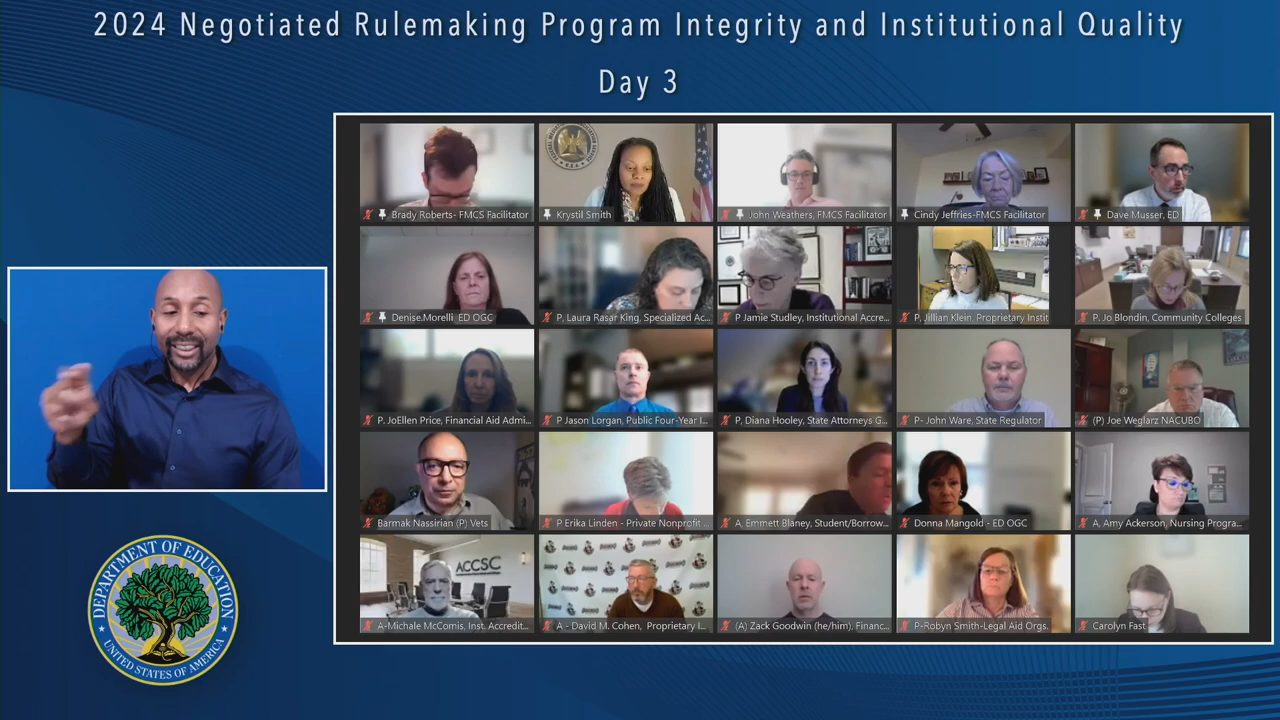 2024 Negotiated Rulemaking Program Integrity and Institutional Quality
Day 3
Brady Roberts- FMCS Facilitator
Krystil Smith
John Weathers, FMCS Facilitator
Cindy Jeffries-FMCS Facilitator
Dave Musser, ED
Denise.Morelli ED OGC
P, Laura Rasar King, Specialized Ac...
P Jamie Studley, Institutional Accre...
P, Jillian Klein, Proprietary Instit
P. Jo Blondin, Community Colleges
P. JoEllen Price, Financial Aid Admi...
P Jason Lorgan, Public Four-Year I...
P, Diana Hooley, State Attorneys G...
P- John Ware, State Regulator
(P) Joe Weglarz NACUBO
Barmak Nassirian (P) Vets
P Erika Linden - Private Nonprofit ...
A, Emmett Blaney, Student/Borrow...
Donna Mangold - ED OGC
A, Amy Ackerson, Nursing Progra...
ACCSC
A-Michale McComis, Inst. Accredit...
A - David M. Cohen, Proprietary I...
(A) Zack Goodwin (he/him), Financ...
P-Robyn Smith-Legal Aid Orgs.
Carolyn Fast
DEPARTMENT OF EDUCATION
UNITED STATES OF AMERICA